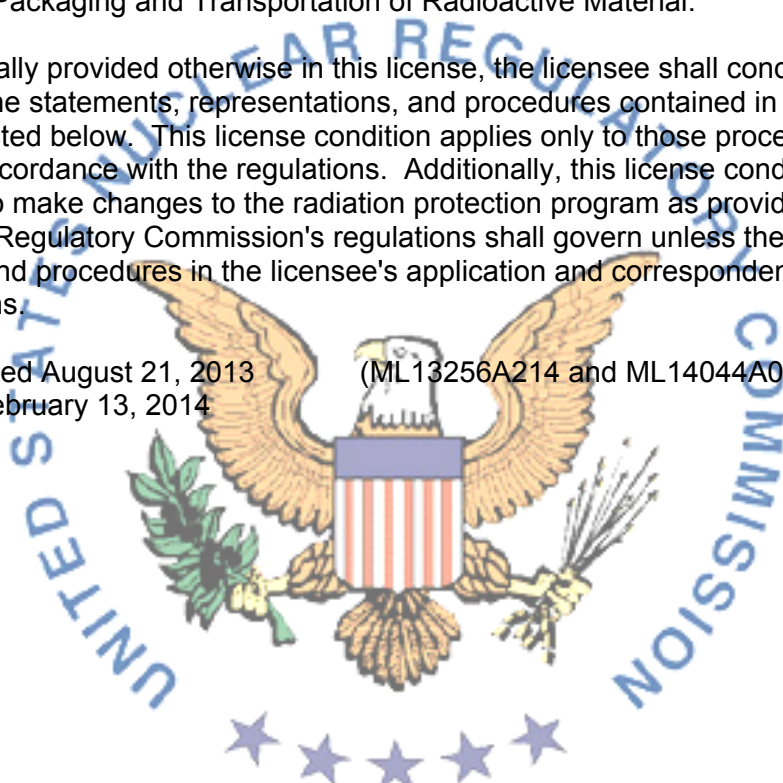 Packaging and Transportation of Radioactive Material.
ally provided otherwise in this license, the licensee shall cond
he statements, representations, and procedures contained in
ted below. This license condition applies only to those proce
ccordance with the regulations. Additionally, this license cond
o make changes to the radiation protection program as provid
Regulatory Commission's regulations shall govern unless the
nd procedures in the licensee's application and corresponden
ns.
ed August 21, 2013 (ML13256A214 and ML14044A0
ebruary 13, 2014
UNITED STATES NUCLEAR REGULATORY COMMISSION